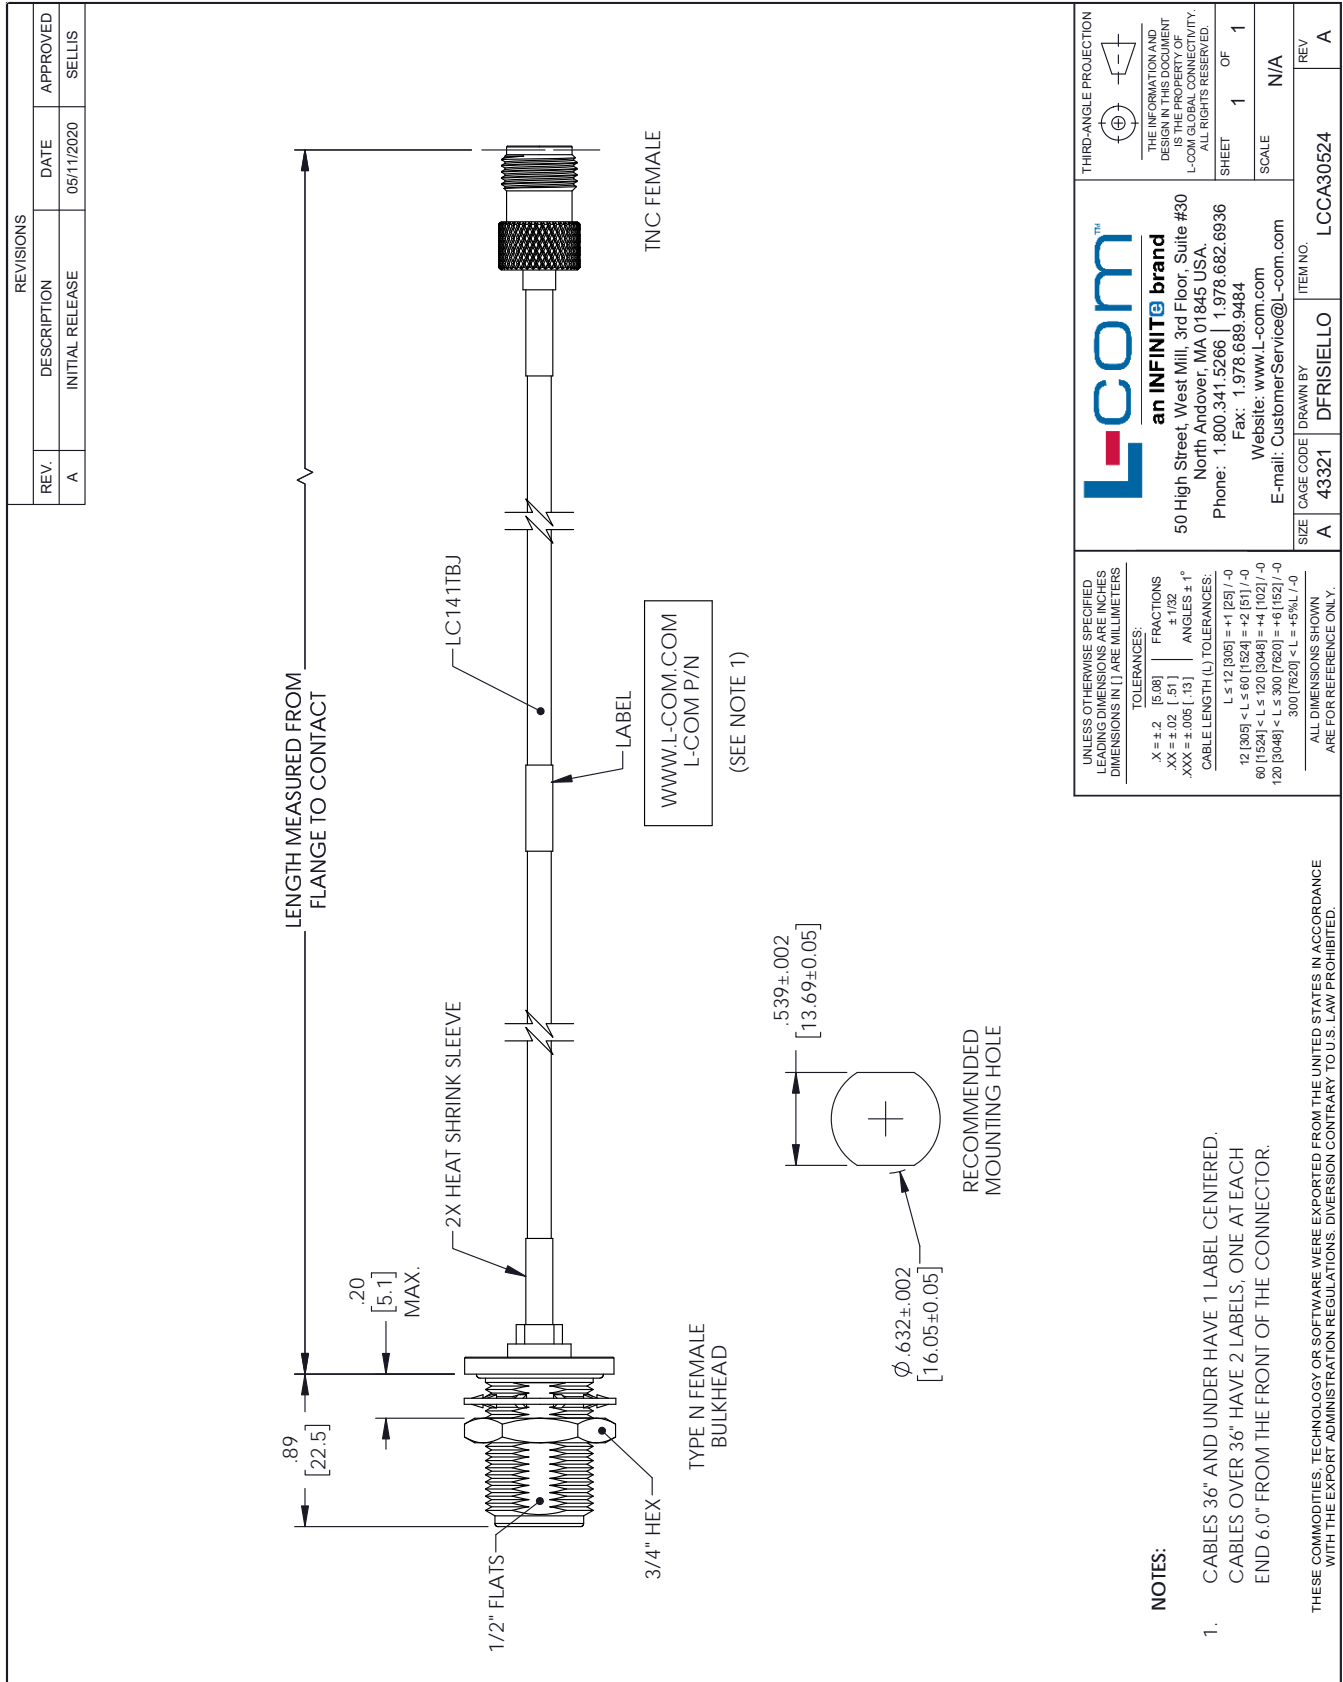 REVISIONS
REV. DESCRIPTION DATE APPROVED
A INITIAL RELEASE 05/11/2020 SELLIS
LENGTH MEASURED FROM
FLANGE TO CONTACT
.89
[22.5]
.20
[5.1]
MAX.
2X HEAT SHRINK SLEEVE
LC141TBJ
1/2" FLATS
3/4" HEX
TYPE N FEMALE
BULKHEAD
LABEL
WWW.L-COM.COM
L-COM P/N
(SEE NOTE 1)
TNC FEMALE
.539±.002
[13.69±0.05]
Ø.632±.002
[16.05±0.05]
RECOMMENDED
MOUNTING HOLE
NOTES:
1. CABLES 36" AND UNDER HAVE 1 LABEL CENTERED.
CABLES OVER 36" HAVE 2 LABELS, ONE AT EACH
END 6.0" FROM THE FRONT OF THE CONNECTOR.
THESE COMMODITIES, TECHNOLOGY OR SOFTWARE WERE EXPORTED FROM THE UNITED STATES IN ACCORDANCE
WITH THE EXPORT ADMINISTRATION REGULATIONS. DIVERSION CONTRARY TO U.S. LAW PROHIBITED.
UNLESS OTHERWISE SPECIFIED
LEADING DIMENSIONS ARE INCHES
DIMENSIONS IN [ ] ARE MILLIMETERS
TOLERANCES:
.X = ±.2 [5.08] FRACTIONS
.XX = ±.02 [.51] ± 1/32
.XXX = ±.005 [.13] ANGLES ± 1°
CABLE LENGTH (L) TOLERANCES:
L ≤ 12 [305] = +1 [25] / -0
12 [305] < L ≤ 60 [1524] = +2 [51] / -0
60 [1524] < L ≤ 120 [3048] = +4 [102] / -0
120 [3048] < L ≤ 300 [7620] = +6 [152] / -0
300 [7620] < L = +5%L / -0
ALL DIMENSIONS SHOWN
ARE FOR REFERENCE ONLY.
L-com™
an INFINITe brand
50 High Street, West Mill, 3rd Floor, Suite #30
North Andover, MA 01845 USA.
Phone: 1.800.341.5266 | 1.978.682.6936
Fax: 1.978.689.9484
Website: www.L-com.com
E-mail: CustomerService@L-com.com
THIRD-ANGLE PROJECTION
THE INFORMATION AND
DESIGN IN THIS DOCUMENT
IS THE PROPERTY OF
L-COM GLOBAL CONNECTIVITY.
ALL RIGHTS RESERVED.
SHEET 1 OF 1
SCALE N/A
SIZE A
CAGE CODE 43321
DRAWN BY DFRISIELLO
ITEM NO. LCCA30524
REV A